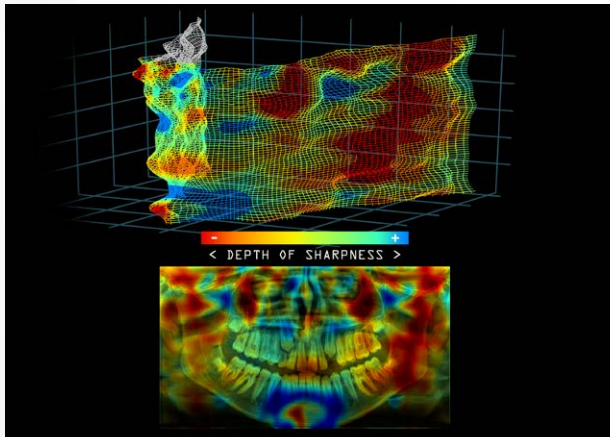 - +
< DEPTH OF SHARPNESS >